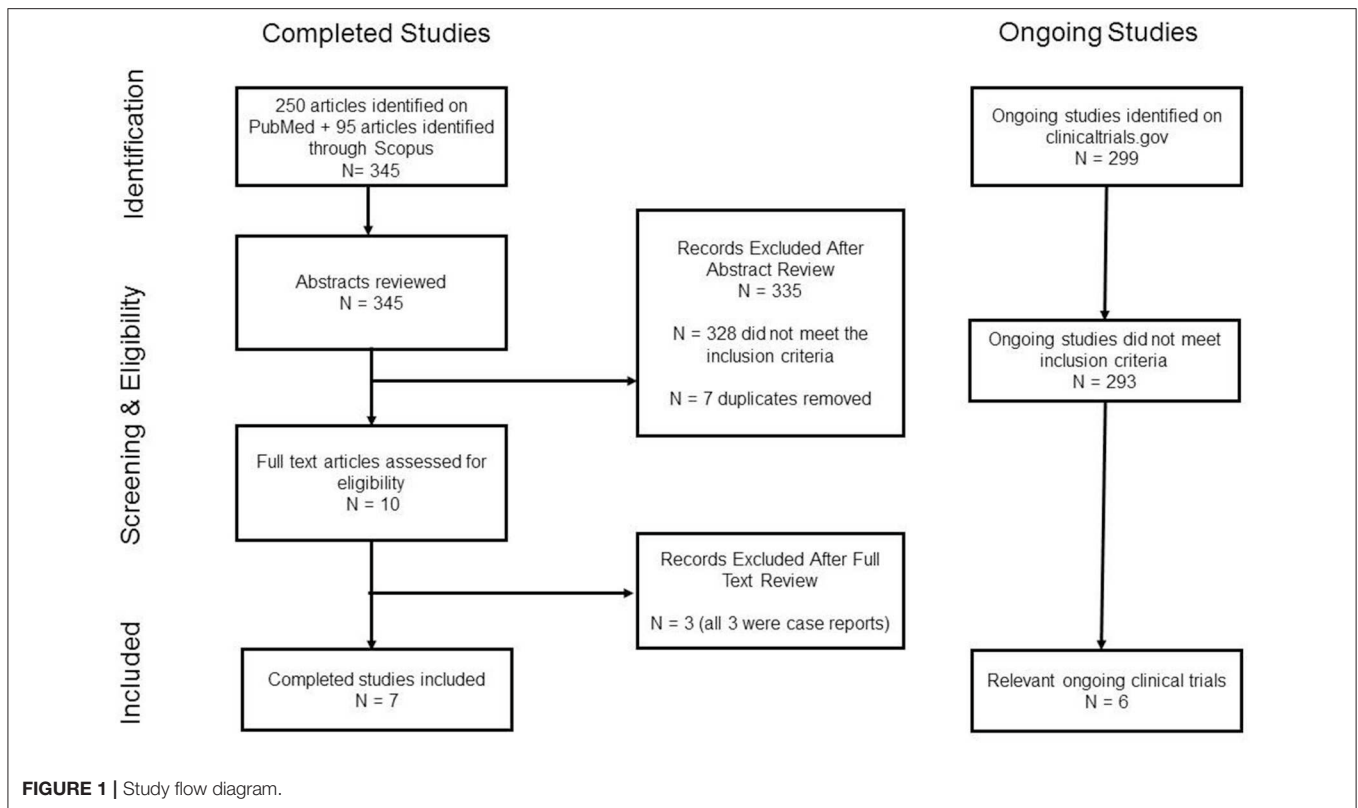 Completed Studies
Ongoing Studies
Identification
250 articles identified on
PubMed + 95 articles identified
through Scopus
N= 345
Ongoing studies identified on
clinicaltrials.gov
N = 299
Screening & Eligibility
Abstracts reviewed
N = 345
Records Excluded After
Abstract Review
N = 335
N = 328 did not meet the
inclusion criteria
N = 7 duplicates removed
Ongoing studies did not meet
inclusion criteria
N = 293
Full text articles assessed for
eligibility
N = 10
Records Excluded After Full
Text Review
N = 3 (all 3 were case reports)
Included
Completed studies included
N = 7
Relevant ongoing clinical trials
N = 6
FIGURE 1 | Study flow diagram.